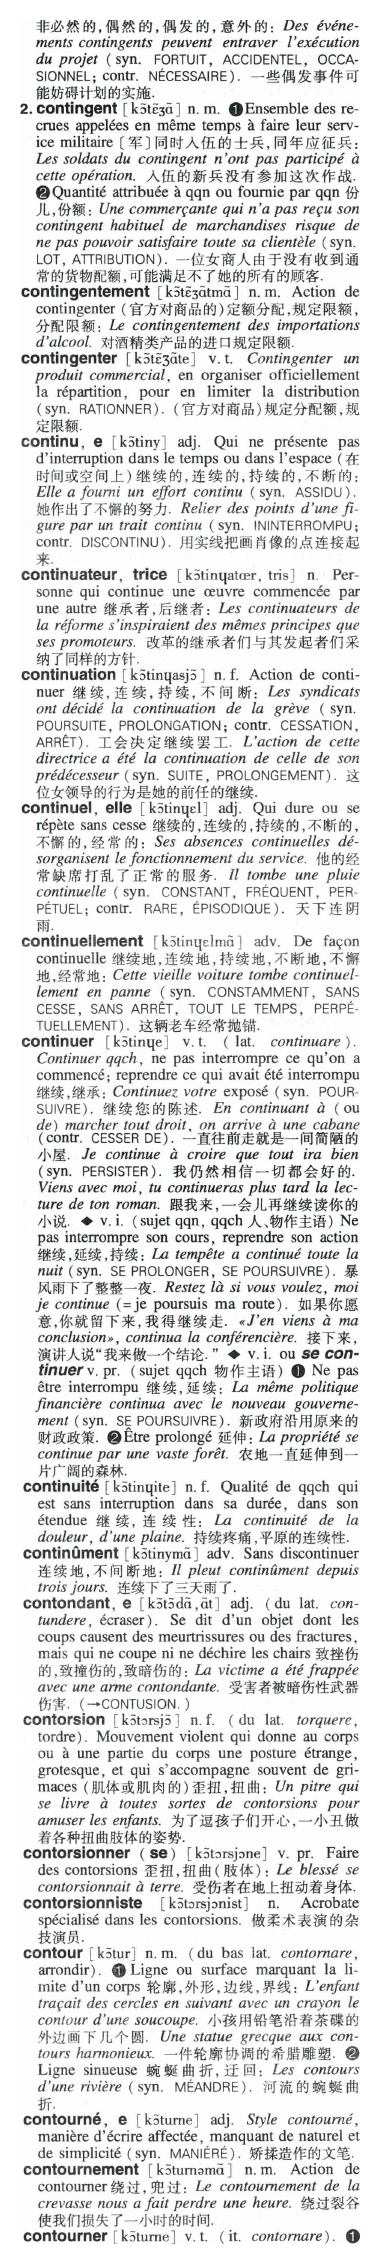 非必然的,偶然的,偶发的,意外的: Des événe-
ments contingents peuvent entraver l'exécution
du projet (syn. FORTUIT, ACCIDENTEL, OCCA-
SIONNEL; contr. NÉCESSAIRE). 一些偶发事件可
能妨碍计划的实施.
2. contingent [kɔ̃tɛ̃ʒɑ̃] n. m. ❶Ensemble des re-
crues appelées en même temps à faire leur serv-
ice militaire [军]同时入伍的士兵,同年应征兵:
Les soldats du contingent n'ont pas participé à
cette opération. 入伍的新兵没有参加这次作战.
❷Quantité attribuée à qqn ou fournie par qqn 份
儿,份额: Une commerçante qui n'a pas reçu son
contingent habituel de marchandises risque de
ne pas pouvoir satisfaire toute sa clientèle (syn.
LOT, ATTRIBUTION). 一位女商人由于没有收到通
常的货物配额,可能满足不了她的所有的顾客.
contingentement [kɔ̃tɛ̃ʒɑ̃tmɑ̃] n. m. Action de
contingenter (官方对商品的)定额分配,规定限额,
分配限额: Le contingentement des importations
d'alcool. 对酒精类产品的进口规定限额.
contingenter [kɔ̃tɛ̃ʒɑ̃te] v. t. Contingenter un
produit commercial, en organiser officiellement
la répartition, pour en limiter la distribution
(syn. RATIONNER). (官方对商品)规定分配额,规
定限额.
continu, e [kɔ̃tiny] adj. Qui ne présente pas
d'interruption dans le temps ou dans l'espace (在
时间或空间上)继续的,连续的,持续的,不断的:
Elle a fourni un effort continu (syn. ASSIDU).
她作出了不懈的努力. Relier des points d'une fi-
gure par un trait continu (syn. ININTERROMPU;
contr. DISCONTINU). 用实线把画肖像的点连接起
来.
continuateur, trice [kɔ̃tinɥatœr, tris] n. Per-
sonne qui continue une œuvre commencée par
une autre 继承者,后继者: Les continuateurs de
la réforme s'inspiraient des mêmes principes que
ses promoteurs. 改革的继承者们与其发起者们采
纳了同样的方针.
continuation [kɔ̃tinɥasjɔ̃] n. f. Action de conti-
nuer 继续,连续,持续,不间断: Les syndicats
ont décidé la continuation de la grève (syn.
POURSUITE, PROLONGATION; contr. CESSATION,
ARRÊT). 工会决定继续罢工. L'action de cette
directrice a été la continuation de celle de son
prédécesseur (syn. SUITE, PROLONGEMENT). 这
位女领导的行为是她的前任的继续.
continuel, elle [kɔ̃tinɥɛl] adj. Qui dure ou se
répète sans cesse 继续的,连续的,持续的,不断的,
不懈的,经常的: Ses absences continuelles dé-
sorganisent le fonctionnement du service. 他的经
常缺席打乱了正常的服务. Il tombe une pluie
continuelle (syn. CONSTANT, FRÉQUENT, PER-
PÉTUEL; contr. RARE, ÉPISODIQUE). 天下连阴
雨.
continuellement [kɔ̃tinɥɛlmɑ̃] adv. De façon
continuelle 继续地,连续地,持续地,不断地,不懈
地,经常地: Cette vieille voiture tombe continuel-
lement en panne (syn. CONSTAMMENT, SANS
CESSE, SANS ARRÊT, TOUT LE TEMPS, PERPÉ-
TUELLEMENT). 这辆老车经常抛锚.
continuer [kɔ̃tinɥe] v. t. (lat. continuare).
Continuer qqch, ne pas interrompre ce qu'on a
commencé; reprendre ce qui avait été interrompu
继续,继承: Continuez votre exposé (syn. POUR-
SUIVRE). 继续您的陈述. En continuant à (ou
de) marcher tout droit, on arrive à une cabane
(contr. CESSER DE). 一直往前走就是一间简陋的
小屋. Je continue à croire que tout ira bien
(syn. PERSISTER). 我仍然相信一切都会好的.
Viens avec moi, tu continueras plus tard la lec-
ture de ton roman. 跟我来,一会儿再继续读你的
小说. ◆ v. i. (sujet qqn, qqch 人、物作主语) Ne
pas interrompre son cours, reprendre son action
继续,延续,持续: La tempête a continué toute la
nuit (syn. SE PROLONGER, SE POURSUIVRE). 暴
风雨下了整整一夜. Restez là si vous voulez, moi
je continue (=je poursuis ma route). 如果你愿
意,你就留下来,我得继续走. «J'en viens à ma
conclusion», continua la conférencière. 接下来,
演讲人说“我来做一个结论.” ◆ v. i. ou se con-
tinuer v. pr. (sujet qqch 物作主语) ❶ Ne pas
être interrompu 继续,延续: La même politique
financière continua avec le nouveau gouverne-
ment (syn. SE POURSUIVRE). 新政府沿用原来的
财政政策. ❷Être prolongé 延伸: La propriété se
continue par une vaste forêt. 农地一直延伸到一
片广阔的森林.
continuité [kɔ̃tinɥite] n. f. Qualité de qqch qui
est sans interruption dans sa durée, dans son
étendue 继续,连续性: La continuité de la
douleur, d'une plaine. 持续疼痛,平原的连续性.
continûment [kɔ̃tinymɑ̃] adv. Sans discontinuer
连续地,不间断地: Il pleut continûment depuis
trois jours. 连续下了三天雨了.
contondant, e [kɔ̃tɔ̃dɑ̃,ɑ̃t] adj. (du lat. con-
tundere, écraser). Se dit d'un objet dont les
coups causent des meurtrissures ou des fractures,
mais qui ne coupe ni ne déchire les chairs 致挫伤
的,致撞伤的,致暗伤的: La victime a été frappée
avec une arme contondante. 受害者被暗伤性武器
伤害. (→CONTUSION.)
contorsion [kɔ̃tɔrsjɔ̃] n. f. (du lat. torquere,
tordre). Mouvement violent qui donne au corps
ou à une partie du corps une posture étrange,
grotesque, et qui s'accompagne souvent de gri-
maces (肌体或肌肉的)歪扭,扭曲: Un pitre qui
se livre à toutes sortes de contorsions pour
amuser les enfants. 为了逗孩子们开心,一小丑做
着各种扭曲肢体的姿势.
contorsionner (se) [kɔ̃tɔrsjɔne] v. pr. Faire
des contorsions 歪扭,扭曲(肢体): Le blessé se
contorsionnait à terre. 受伤者在地上扭动着身体.
contorsionniste [kɔ̃tɔrsjɔnist] n. Acrobate
spécialisé dans les contorsions. 做柔术表演的杂
技演员.
contour [kɔ̃tur] n. m. (du bas lat. contornare,
arrondir). ❶ Ligne ou surface marquant la li-
mite d'un corps 轮廓,外形,边线,界线: L'enfant
traçait des cercles en suivant avec un crayon le
contour d'une soucoupe. 小孩用铅笔沿着茶碟的
外边画下几个圆. Une statue grecque aux con-
tours harmonieux. 一件轮廓协调的希腊雕塑. ❷
Ligne sinueuse 蜿蜒曲折,迂回: Les contours
d'une rivière (syn. MÉANDRE). 河流的蜿蜒曲
折.
contourné, e [kɔ̃turne] adj. Style contourné,
manière d'écrire affectée, manquant de naturel et
de simplicité (syn. MANIÉRÉ). 矫揉造作的文笔.
contournement [kɔ̃turnəmɑ̃] n. m. Action de
contourner 绕过,兜过: Le contournement de la
crevasse nous a fait perdre une heure. 绕过裂谷
使我们损失了一小时的时间.
contourner [kɔ̃turne] v. t. (it. contornare). ❶